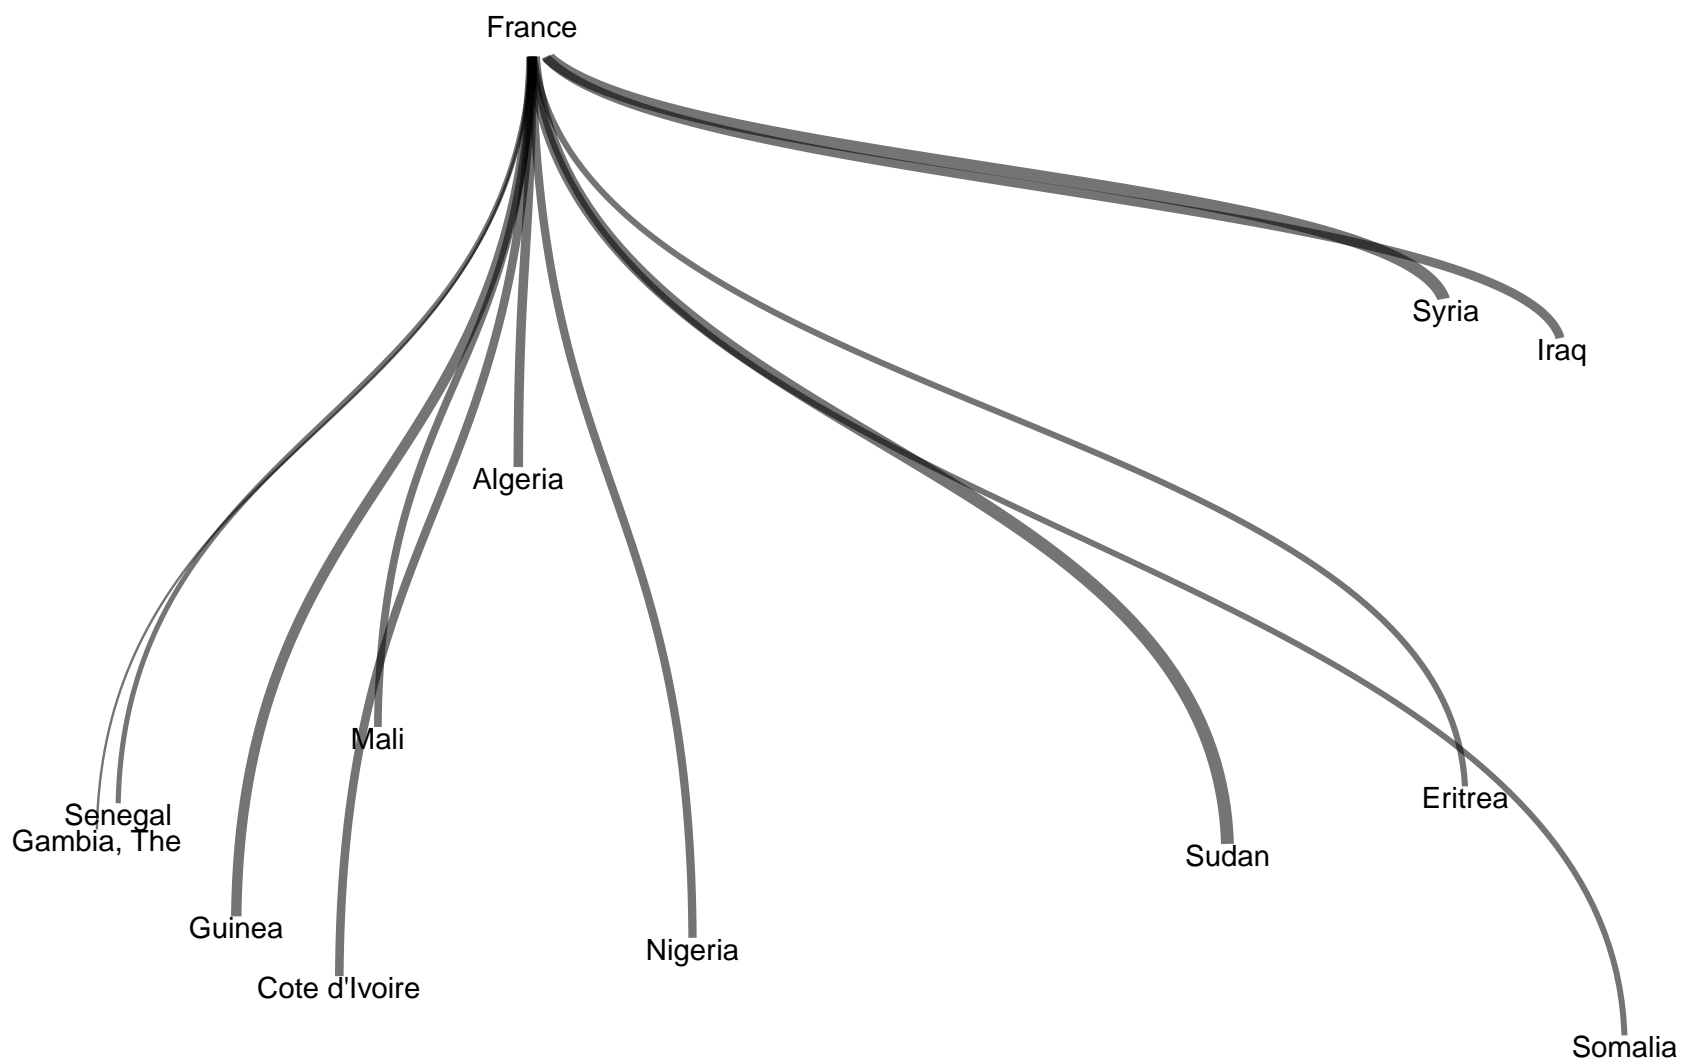 France
Syria
Iraq
Algeria
Mali
Eritrea
Senegal
Gambia, The
Sudan
Guinea
Nigeria
Cote d'Ivoire
Somalia